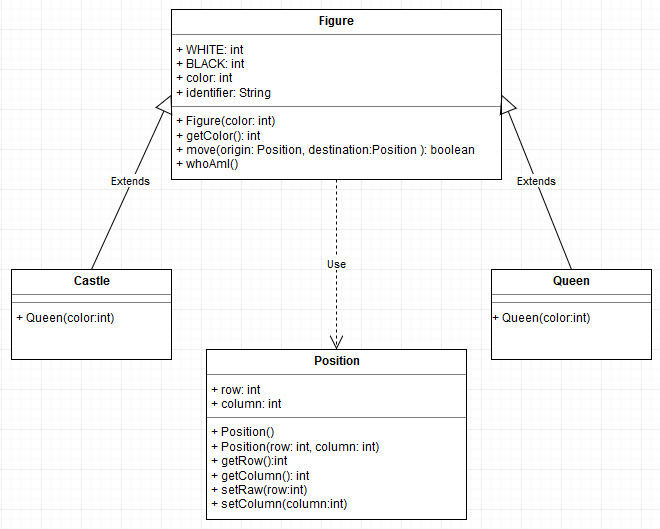 Figure
+ WHITE: int
+ BLACK: int
+ color: int
+ identifier: String
+ Figure(color: int)
+ getColor(): int
+ move(origin: Position, destination:Position ): boolean
+ whoAmI()
Extends
Extends
Use
Castle
+ Queen(color:int)
Queen
+ Queen(color:int)
Position
+ row: int
+ column: int
+ Position()
+ Position(row: int, column: int)
+ getRow():int
+ getColumn(): int
+ setRaw(row:int)
+ setColumn(column:int)